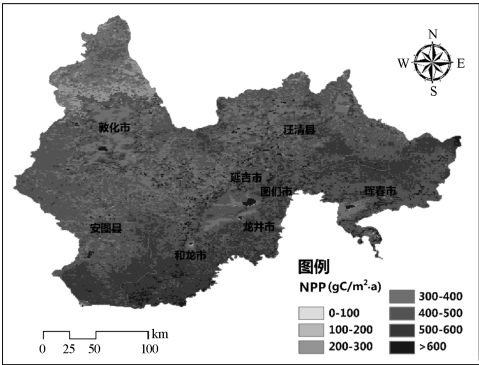 N
W E
S
敦化市
汪清县
延吉市
图们市
珲春市
安图县
龙井市
和龙市
图例
NPP(gC/m²·a)
0-100
100-200
200-300
300-400
400-500
500-600
>600
km
0 25 50 100